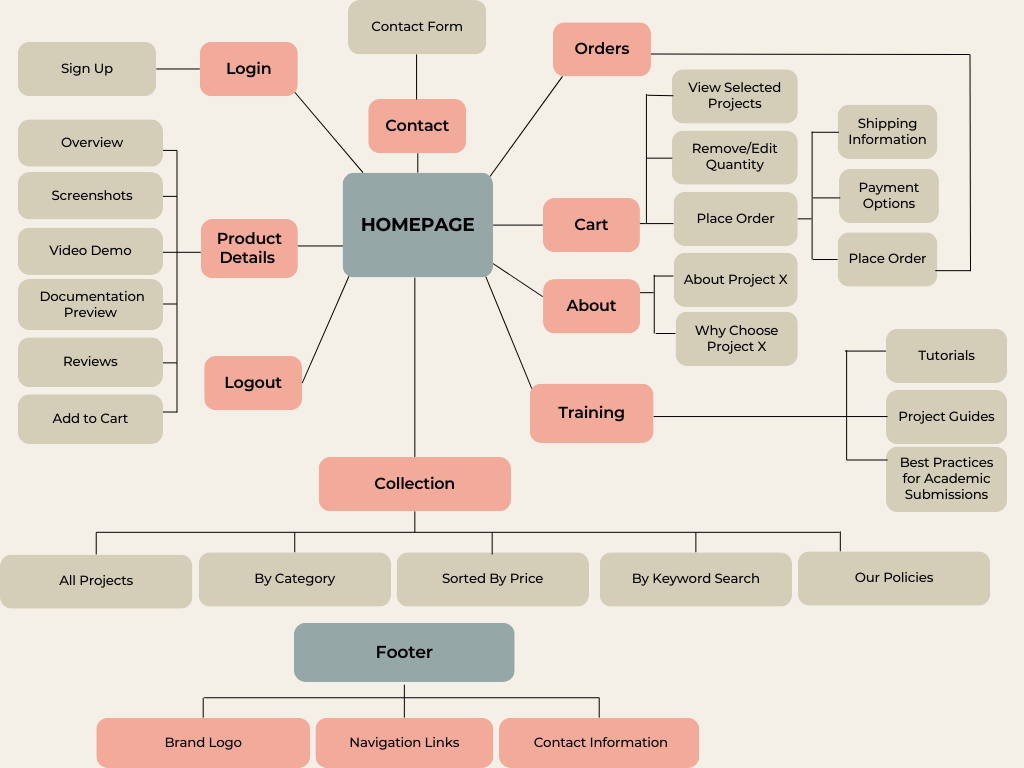 Contact Form
Orders
Sign Up
Login
View Selected
Projects
Contact
Shipping
Information
Overview
Remove/Edit
Quantity
Screenshots
Payment
Options
HOMEPAGE
Cart
Place Order
Product
Details
Video Demo
Place Order
About Project X
Documentation
Preview
About
Why Choose
Project X
Reviews
Logout
Tutorials
Add to Cart
Training
Project Guides
Collection
Best Practices
for Academic
Submissions
All Projects
By Category
Sorted By Price
By Keyword Search
Our Policies
Footer
Brand Logo
Navigation Links
Contact Information